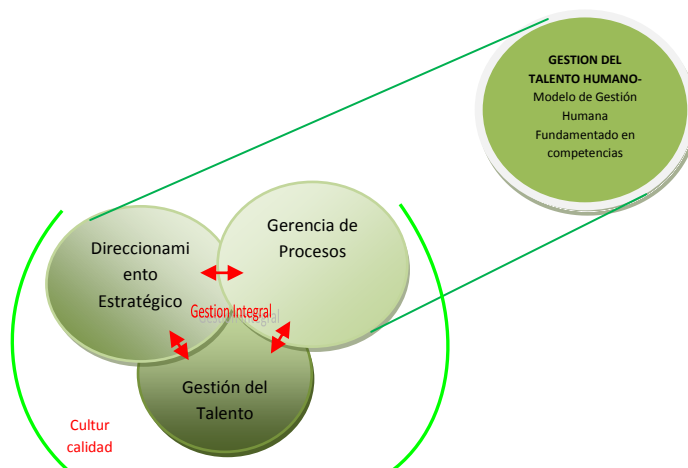 GESTION DEL
TALENTO HUMANO-
Modelo de Gestión
Humana
Fundamentado en
competencias
Gerencia de
Procesos
Direccionami
ento
Estratégico
Gestion Integral
Gestión del
Talento
Cultur
calidad